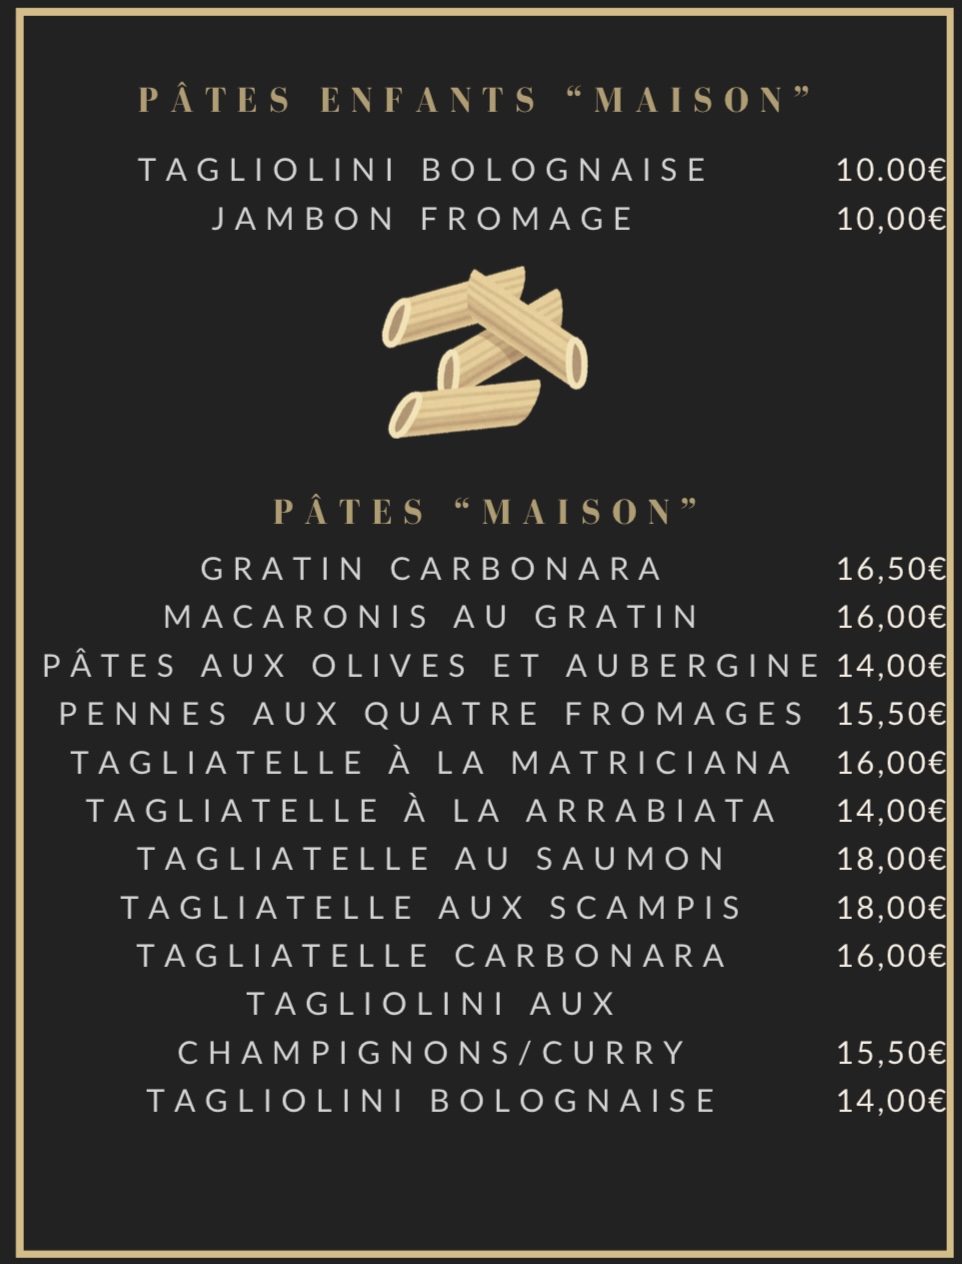 PÂTES ENFANTS “MAISON”
TAGLIOLINI BOLOGNAISE 10.00€
JAMBON FROMAGE 10,00€
PÂTES “MAISON”
GRATIN CARBONARA 16,50€
MACARONIS AU GRATIN 16,00€
PÂTES AUX OLIVES ET AUBERGINE 14,00€
PENNES AUX QUATRE FROMAGES 15,50€
TAGLIATELLE À LA MATRICIANA 16,00€
TAGLIATELLE À LA ARRABIATA 14,00€
TAGLIATELLE AU SAUMON 18,00€
TAGLIATELLE AUX SCAMPIS 18,00€
TAGLIATELLE CARBONARA 16,00€
TAGLIOLINI AUX
CHAMPIGNONS/CURRY 15,50€
TAGLIOLINI BOLOGNAISE 14,00€